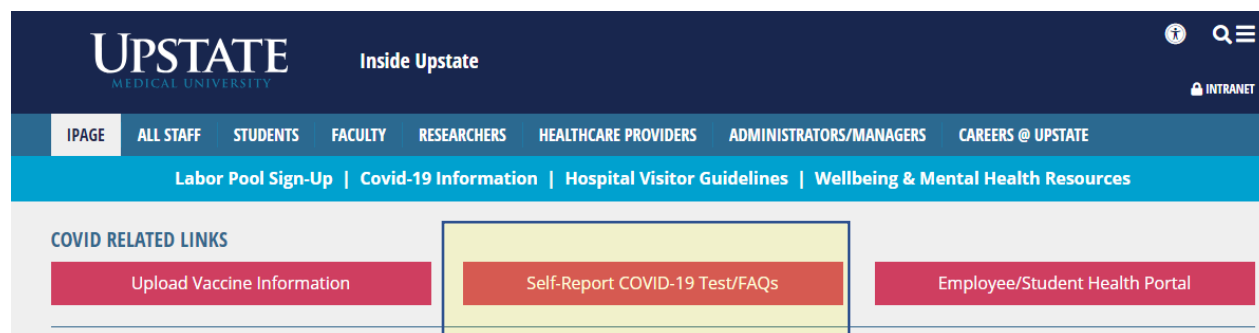 UPSTATE
MEDICAL UNIVERSITY
Inside Upstate
INTRANET
IPAGE ALL STAFF STUDENTS FACULTY RESEARCHERS HEALTHCARE PROVIDERS ADMINISTRATORS/MANAGERS CAREERS @ UPSTATE
Labor Pool Sign-Up | Covid-19 Information | Hospital Visitor Guidelines | Wellbeing & Mental Health Resources
COVID RELATED LINKS
Upload Vaccine Information Self-Report COVID-19 Test/FAQs Employee/Student Health Portal